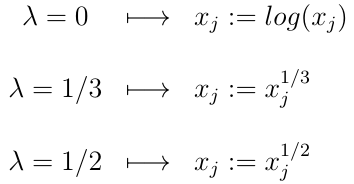 λ = 0 ⟼ x_j := log(x_j)
λ = 1/3 ⟼ x_j := x_j^{1/3}
λ = 1/2 ⟼ x_j := x_j^{1/2}